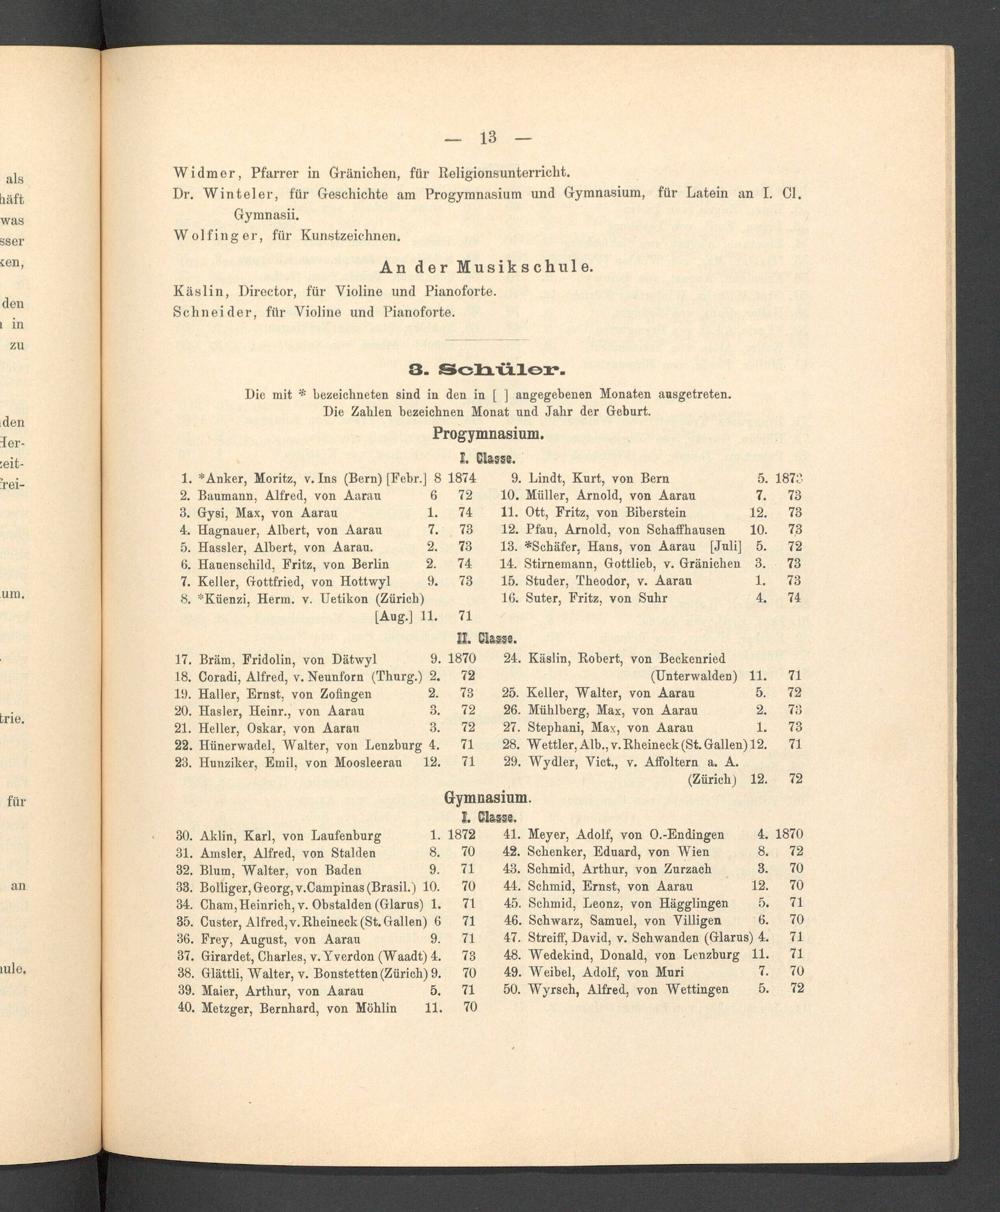 als
häft
was
sser
ken,
den
in
zu
den
Her-
zeit-
frei-
um.
trie.
für
an
ule.
— 13 —
Widmer, Pfarrer in Gränichen, für Religionsunterricht.
Dr. Winteler, für Geschichte am Progymnasium und Gymnasium, für Latein an I. Cl.
Gymnasii.
Wolfinger, für Kunstzeichnen.
An der Musikschule.
Käslin, Director, für Violine und Pianoforte.
Schneider, für Violine und Pianoforte.
3. Schüler.
Die mit * bezeichneten sind in den in [ ] angegebenen Monaten ausgetreten.
Die Zahlen bezeichnen Monat und Jahr der Geburt.
Progymnasium.
I. Classe.
1. *Anker, Moritz, v. Ins (Bern) [Febr.] 8 1874
2. Baumann, Alfred, von Aarau 6 72
3. Gysi, Max, von Aarau 1. 74
4. Hagnauer, Albert, von Aarau 7. 73
5. Hassler, Albert, von Aarau. 2. 73
6. Hauenschild, Fritz, von Berlin 2. 74
7. Keller, Gottfried, von Hottwyl 9. 73
8. *Küenzi, Herm. v. Uetikon (Zürich)
[Aug.] 11. 71
9. Lindt, Kurt, von Bern 5. 1873
10. Müller, Arnold, von Aarau 7. 73
11. Ott, Fritz, von Biberstein 12. 73
12. Pfau, Arnold, von Schaffhausen 10. 73
13. *Schäfer, Hans, von Aarau [Juli] 5. 72
14. Stirnemann, Gottlieb, v. Gränichen 3. 73
15. Studer, Theodor, v. Aarau 1. 73
16. Suter, Fritz, von Suhr 4. 74
II. Classe.
17. Bräm, Fridolin, von Dätwyl 9. 1870
18. Coradi, Alfred, v. Neunforn (Thurg.) 2. 72
19. Haller, Ernst, von Zofingen 2. 73
20. Hasler, Heinr., von Aarau 3. 72
21. Heller, Oskar, von Aarau 3. 72
22. Hünerwadel, Walter, von Lenzburg 4. 71
23. Hunziker, Emil, von Moosleerau 12. 71
24. Käslin, Robert, von Beckenried
(Unterwalden) 11. 71
25. Keller, Walter, von Aarau 5. 72
26. Mühlberg, Max, von Aarau 2. 73
27. Stephani, Max, von Aarau 1. 73
28. Wettler, Alb., v. Rheineck (St. Gallen) 12. 71
29. Wydler, Vict., v. Affoltern a. A.
(Zürich) 12. 72
Gymnasium.
I. Classe.
30. Aklin, Karl, von Laufenburg 1. 1872
31. Amsler, Alfred, von Stalden 8. 70
32. Blum, Walter, von Baden 9. 71
33. Bolliger, Georg, v. Campinas (Brasil.) 10. 70
34. Cham, Heinrich, v. Obstalden (Glarus) 1. 71
35. Custer, Alfred, v. Rheineck (St. Gallen) 6 71
36. Frey, August, von Aarau 9. 71
37. Girardet, Charles, v. Yverdon (Waadt) 4. 73
38. Glättli, Walter, v. Bonstetten (Zürich) 9. 70
39. Maier, Arthur, von Aarau 5. 71
40. Metzger, Bernhard, von Möhlin 11. 70
41. Meyer, Adolf, von O.-Endingen 4. 1870
42. Schenker, Eduard, von Wien 8. 72
43. Schmid, Arthur, von Zurzach 3. 70
44. Schmid, Ernst, von Aarau 12. 70
45. Schmid, Leonz, von Hägglingen 5. 71
46. Schwarz, Samuel, von Villigen 6. 70
47. Streiff, David, v. Schwanden (Glarus) 4. 71
48. Wedekind, Donald, von Lenzburg 11. 71
49. Weibel, Adolf, von Muri 7. 70
50. Wyrsch, Alfred, von Wettingen 5. 72